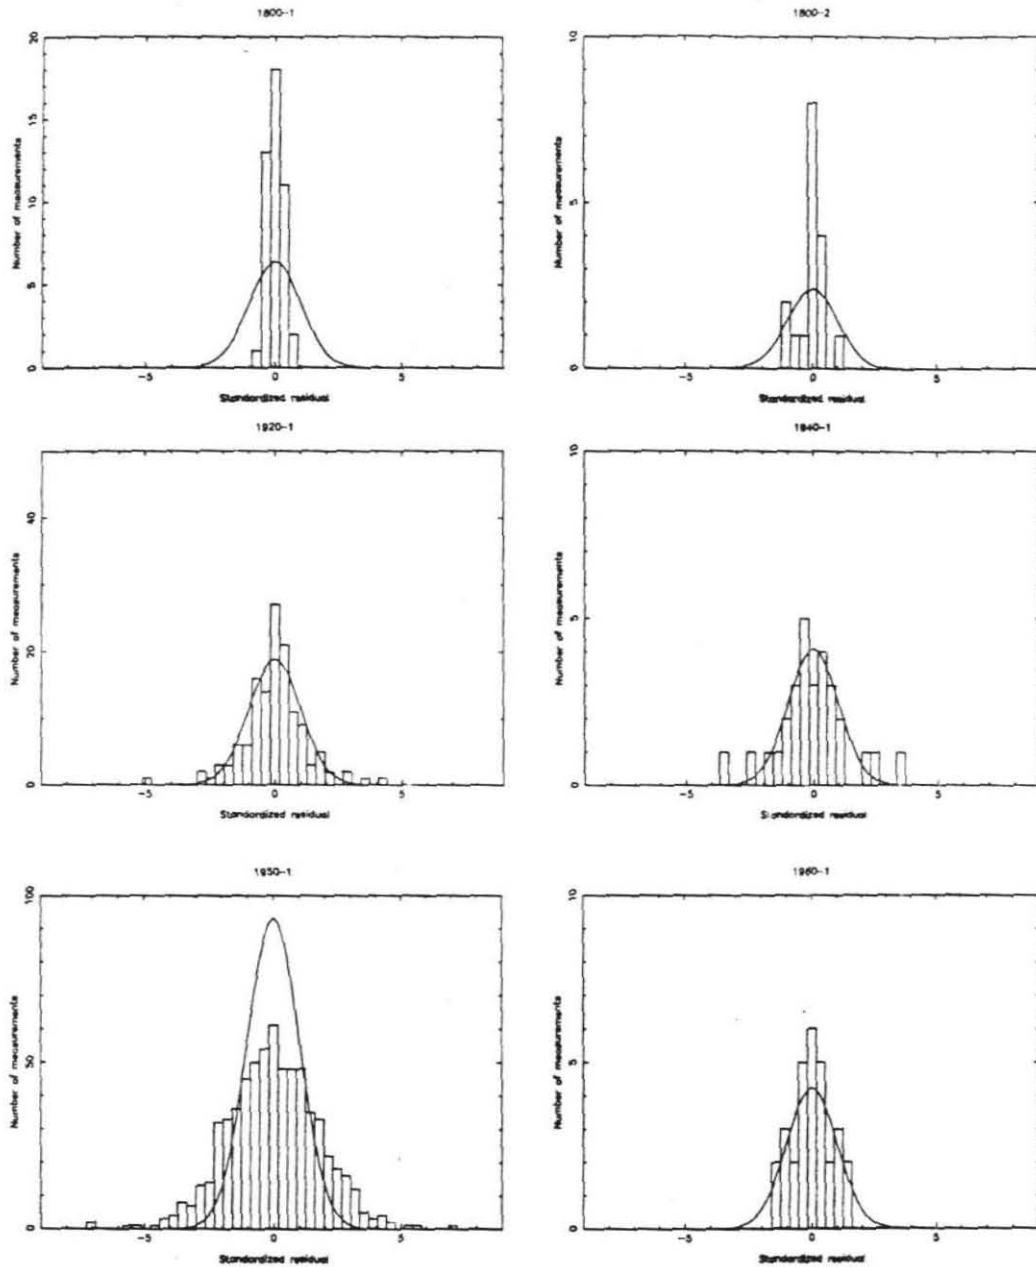 1800-1
20
15
10
5
0
Number of measurements
-5 0 5
Standardized residual
1800-2
10
5
0
Number of measurements
-5 0 5
Standardized residual
1920-1
40
20
0
Number of measurements
-5 0 5
Standardized residual
1940-1
10
5
0
Number of measurements
-5 0 5
Standardized residual
1950-1
100
50
0
Number of measurements
-5 0 5
Standardized residual
1960-1
10
5
0
Number of measurements
-5 0 5
Standardized residual